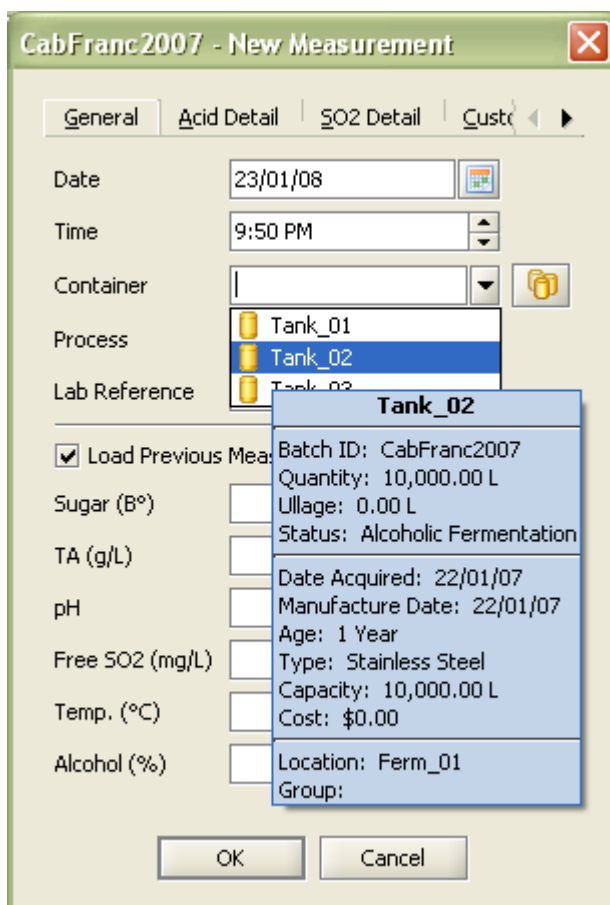 CabFranc2007 - New Measurement
General Acid Detail SO2 Detail
Date 23/01/08
Time 9:50 PM
Container
Tank_01
Process
Tank_02
Lab Reference
Tank_02
Load Previous
Batch ID: CabFranc2007
Quantity: 10,000.00 L
Sugar (B°)
Ullage: 0.00 L
Status: Alcoholic Fermentation
TA (g/L)
Date Acquired: 22/01/07
pH
Manufacture Date: 22/01/07
Age: 1 Year
Free SO2 (mg/L)
Type: Stainless Steel
Capacity: 10,000.00 L
Temp. (°C)
Cost: $0.00
Alcohol (%)
Location: Ferm_01
Group:
OK Cancel